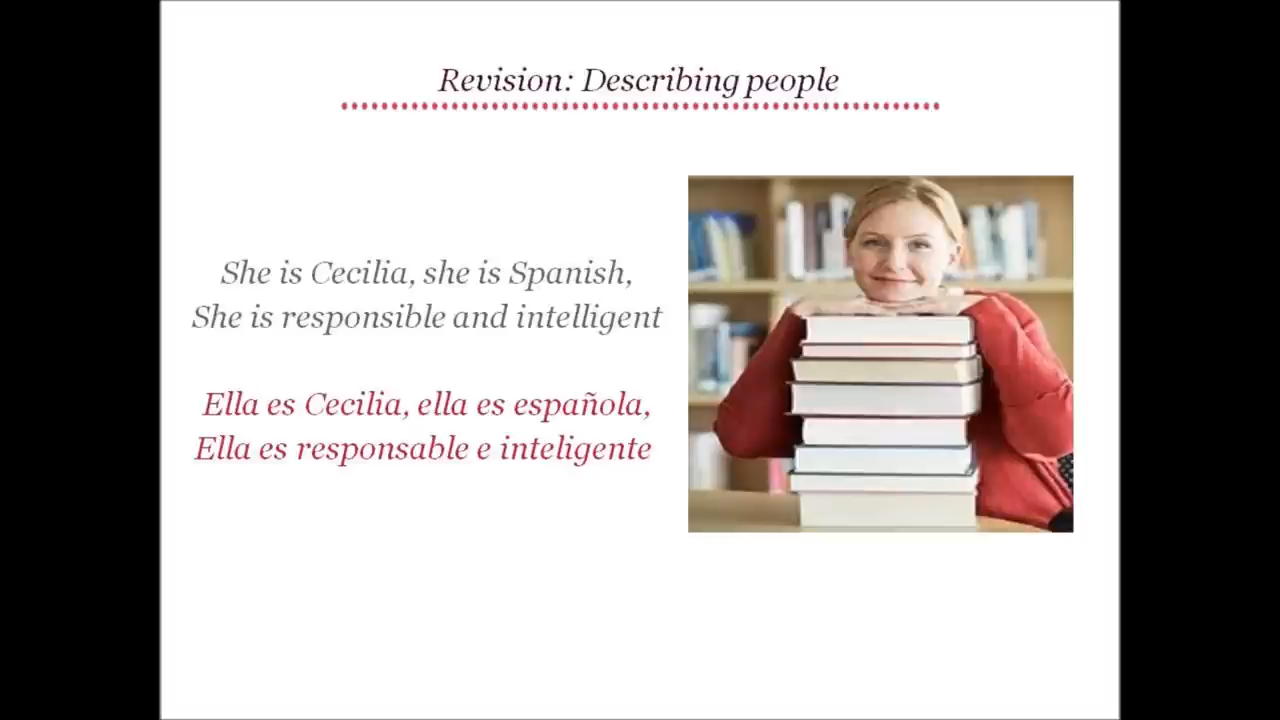 Revision: Describing people
She is Cecilia, she is Spanish,
She is responsible and intelligent
Ella es Cecilia, ella es española,
Ella es responsable e inteligente